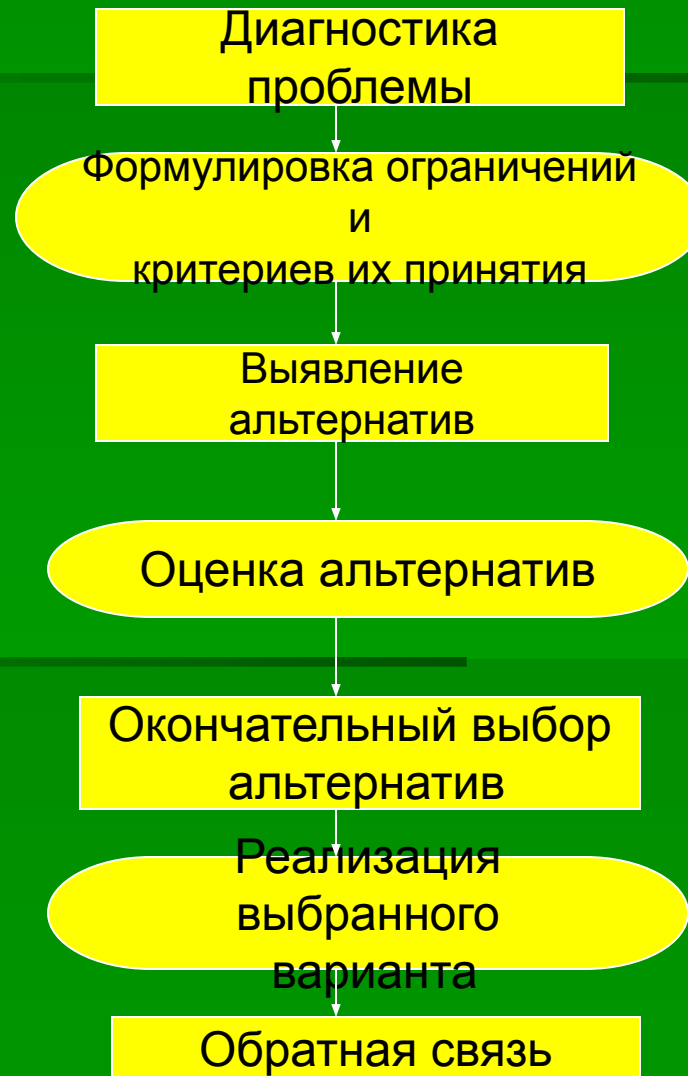 Диагностика
проблемы
Формулировка ограничений
и
критериев их принятия
Выявление
альтернатив
Оценка альтернатив
Окончательный выбор
альтернатив
Реализация
выбранного
варианта
Обратная связь